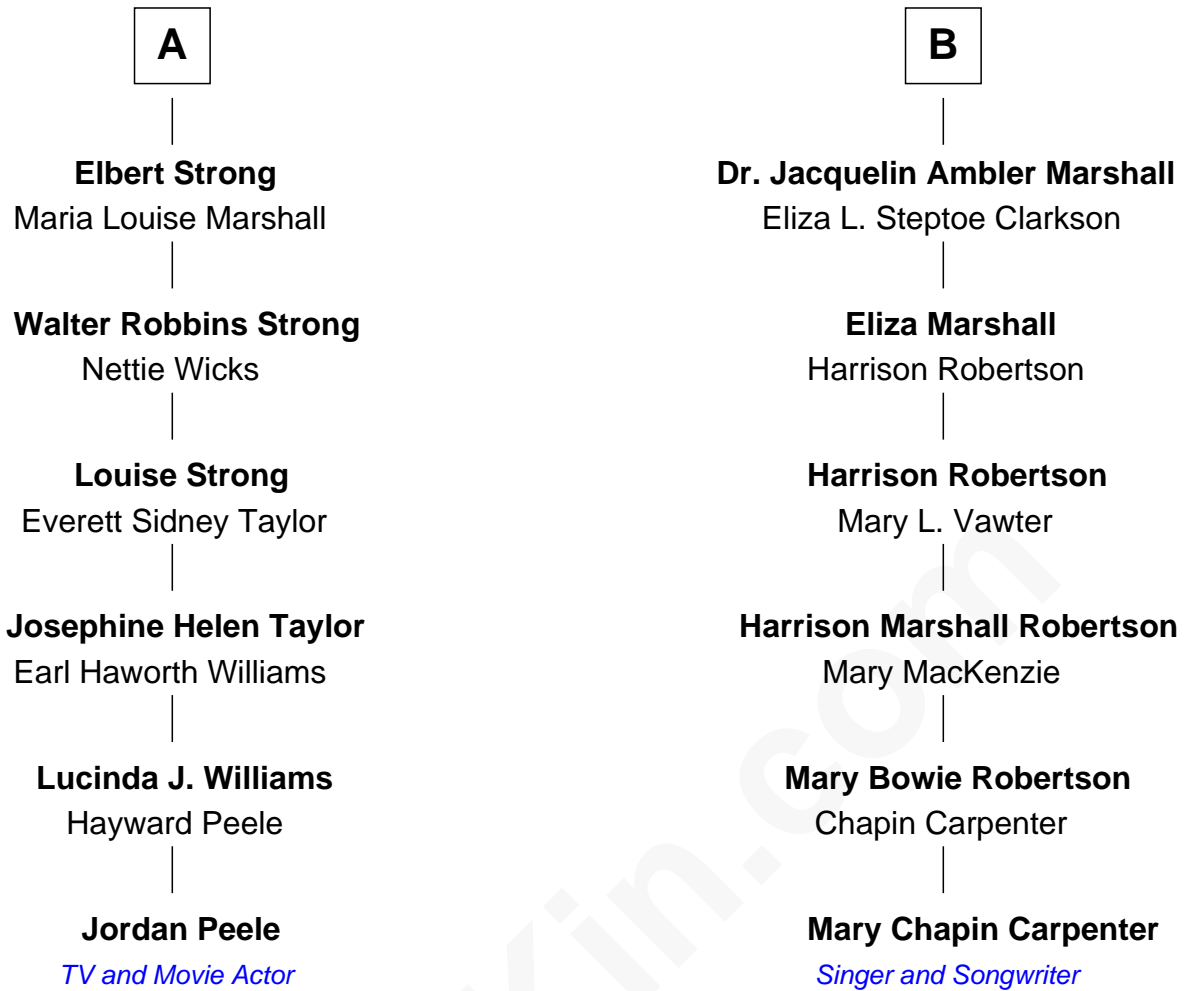 A
Elbert Strong
Maria Louise Marshall
Walter Robbins Strong
Nettie Wicks
Louise Strong
Everett Sidney Taylor
Josephine Helen Taylor
Earl Haworth Williams
Lucinda J. Williams
Hayward Peele
Jordan Peele
TV and Movie Actor
B
Dr. Jacquelin Ambler Marshall
Eliza L. Steptoe Clarkson
Eliza Marshall
Harrison Robertson
Harrison Robertson
Mary L. Vawter
Harrison Marshall Robertson
Mary MacKenzie
Mary Bowie Robertson
Chapin Carpenter
Mary Chapin Carpenter
Singer and Songwriter